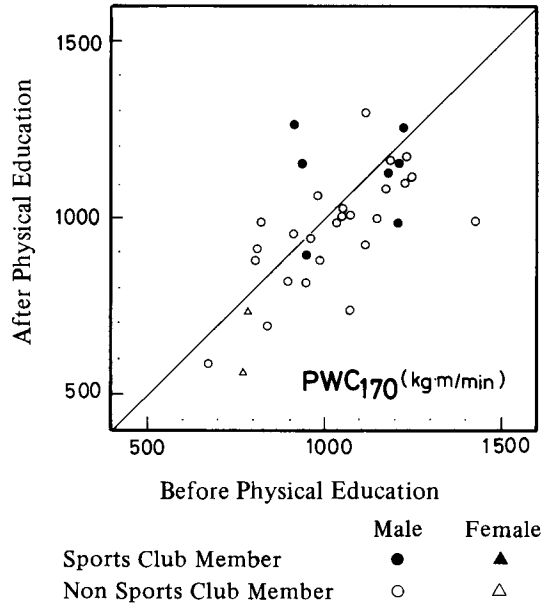 1500
1000
500
After Physical Education
PWC170 (kg·m/min)
500 1000 1500
Before Physical Education
Male Female
Sports Club Member ● ▲
Non Sports Club Member ○ △